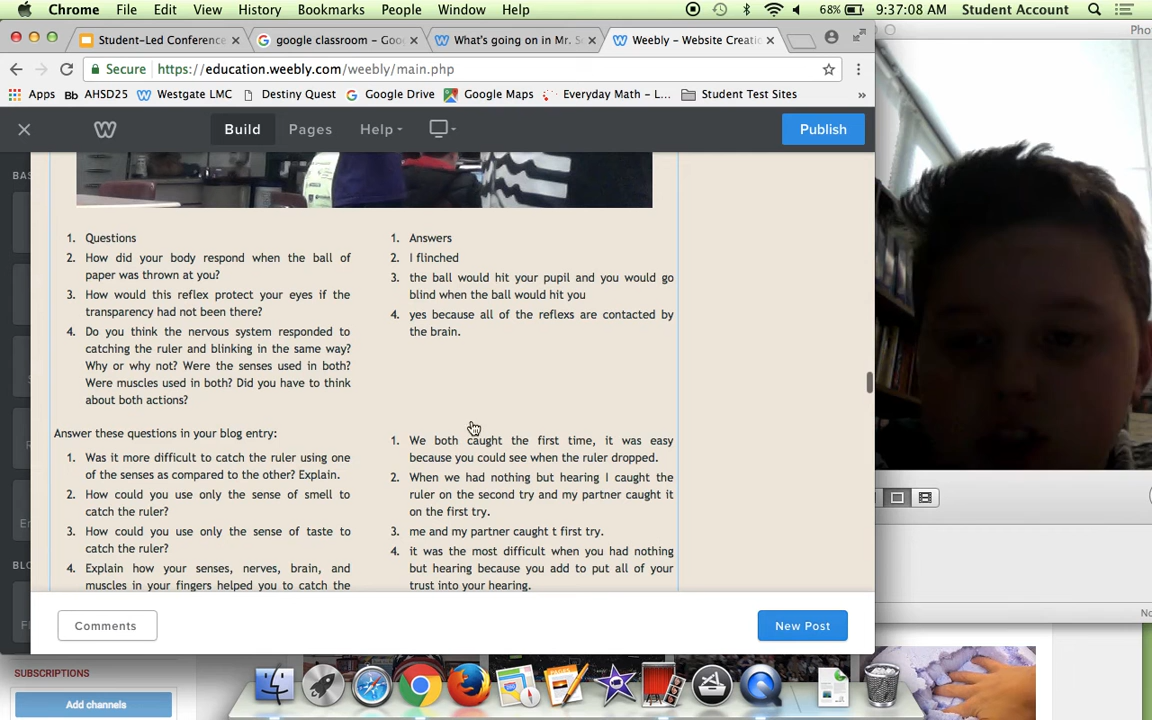 Chrome File Edit View History Bookmarks People Window Help 68% 9:37:08 AM Student Account
Student-Led Conference × google classroom - Goo × What's going on in Mr. S × Weebly - Website Creati × Pho
Secure https://education.weebly.com/weebly/main.php
Apps Bb AHSD25 Westgate LMC Destiny Quest Google Drive Google Maps Everyday Math – L... Student Test Sites »
Build Pages Help Publish
BAS
1. Questions
2. How did your body respond when the ball of
paper was thrown at you?
3. How would this reflex protect your eyes if the
transparency had not been there?
4. Do you think the nervous system responded to
catching the ruler and blinking in the same way?
Why or why not? Were the senses used in both?
Were muscles used in both? Did you have to think
about both actions?
1. Answers
2. I flinched
3. the ball would hit your pupil and you would go
blind when the ball would hit you
4. yes because all of the reflexs are contacted by
the brain.
Answer these questions in your blog entry:
1. Was it more difficult to catch the ruler using one
of the senses as compared to the other? Explain.
2. How could you use only the sense of smell to
catch the ruler?
3. How could you use only the sense of taste to
catch the ruler?
4. Explain how your senses, nerves, brain, and
muscles in your fingers helped you to catch the
1. We both caught the first time, it was easy
because you could see when the ruler dropped.
2. When we had nothing but hearing I caught the
ruler on the second try and my partner caught it
on the first try.
3. me and my partner caught t first try.
4. it was the most difficult when you had nothing
but hearing because you add to put all of your
trust into your hearing.
BLO
Comments New Post
No
SUBSCRIPTIONS
Add channels